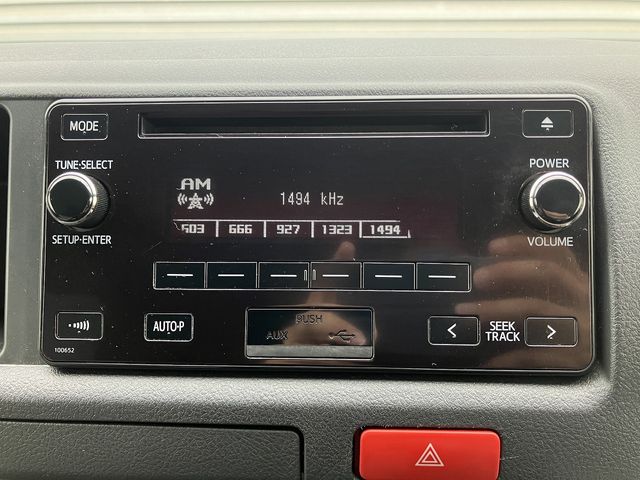 MODE
TUNE·SELECT
POWER
AM
1494 kHz
603 666 927 1323 1494
SETUP·ENTER
VOLUME
AUTO·P
PUSH
AUX
SEEK
TRACK
100652